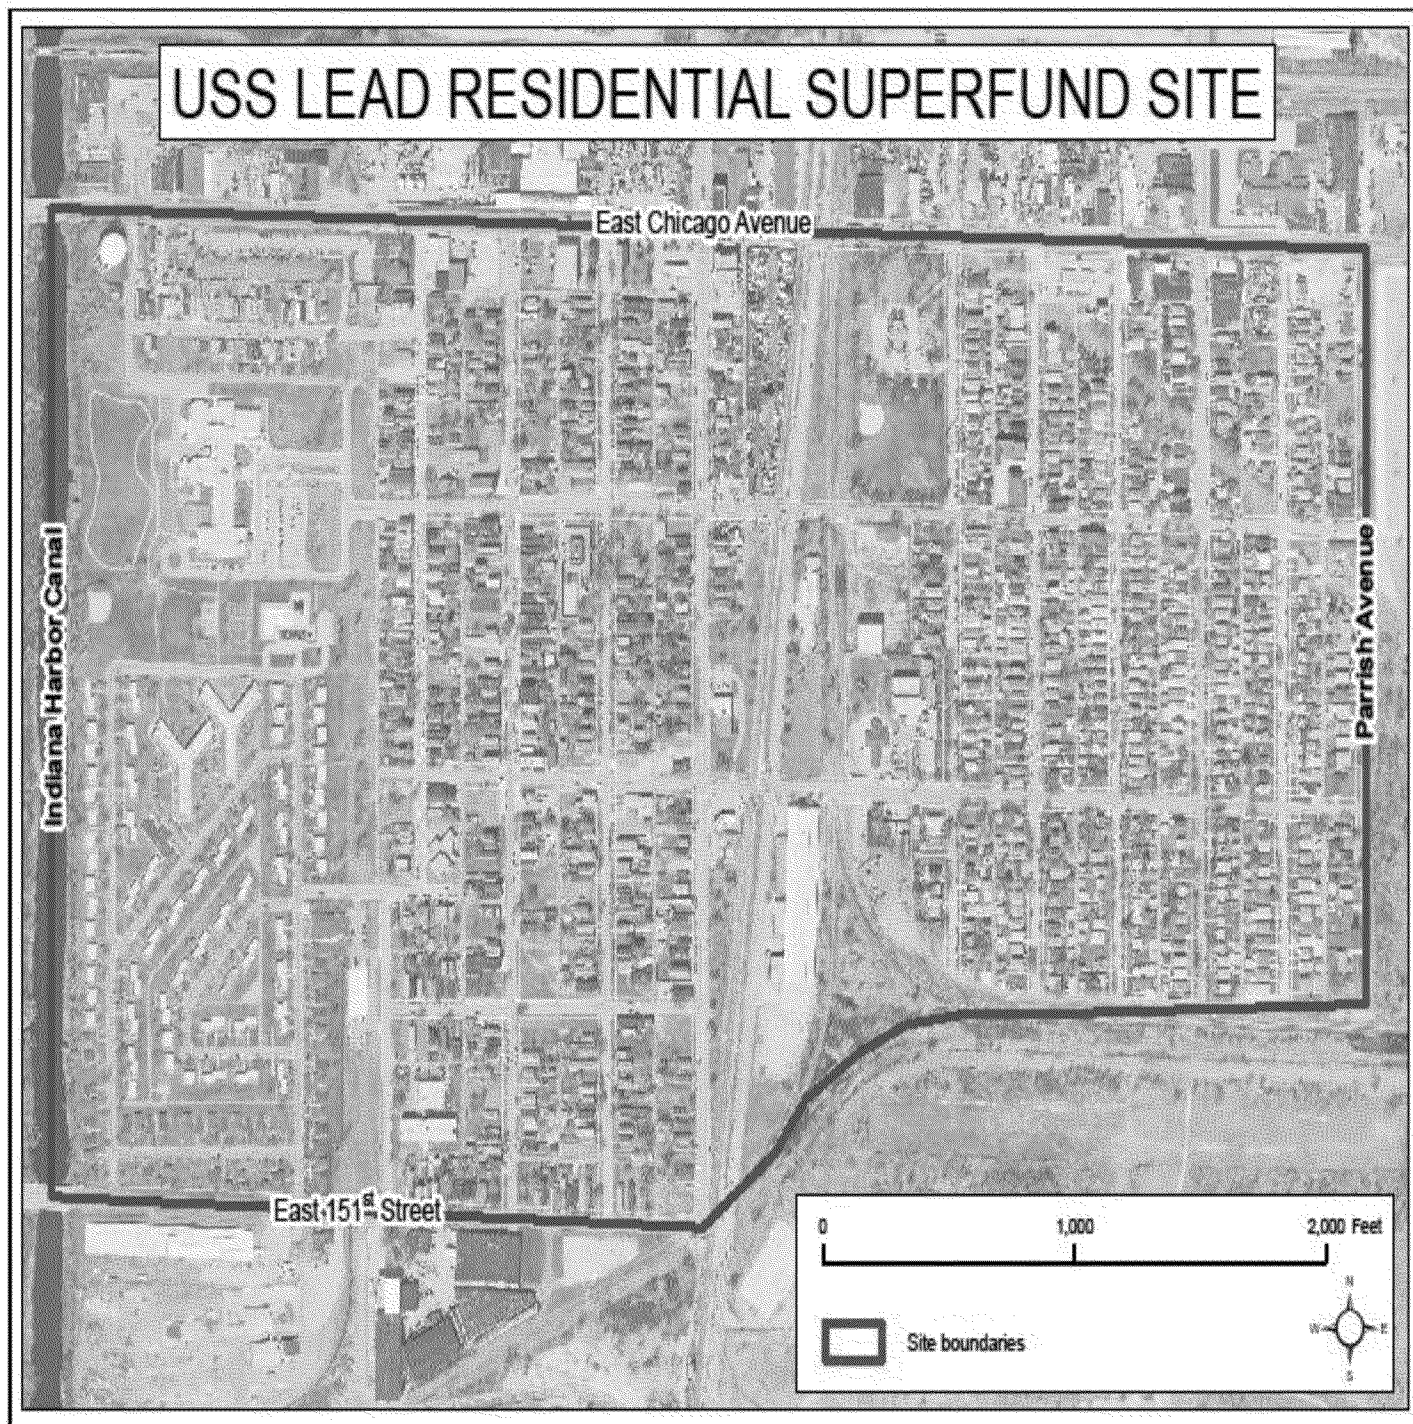 USS LEAD RESIDENTIAL SUPERFUND SITE
East Chicago Avenue
Indiana Harbor Canal
Parrish Avenue
East 151st Street
0 1,000 2,000 Feet
N
W E
S
Site boundaries